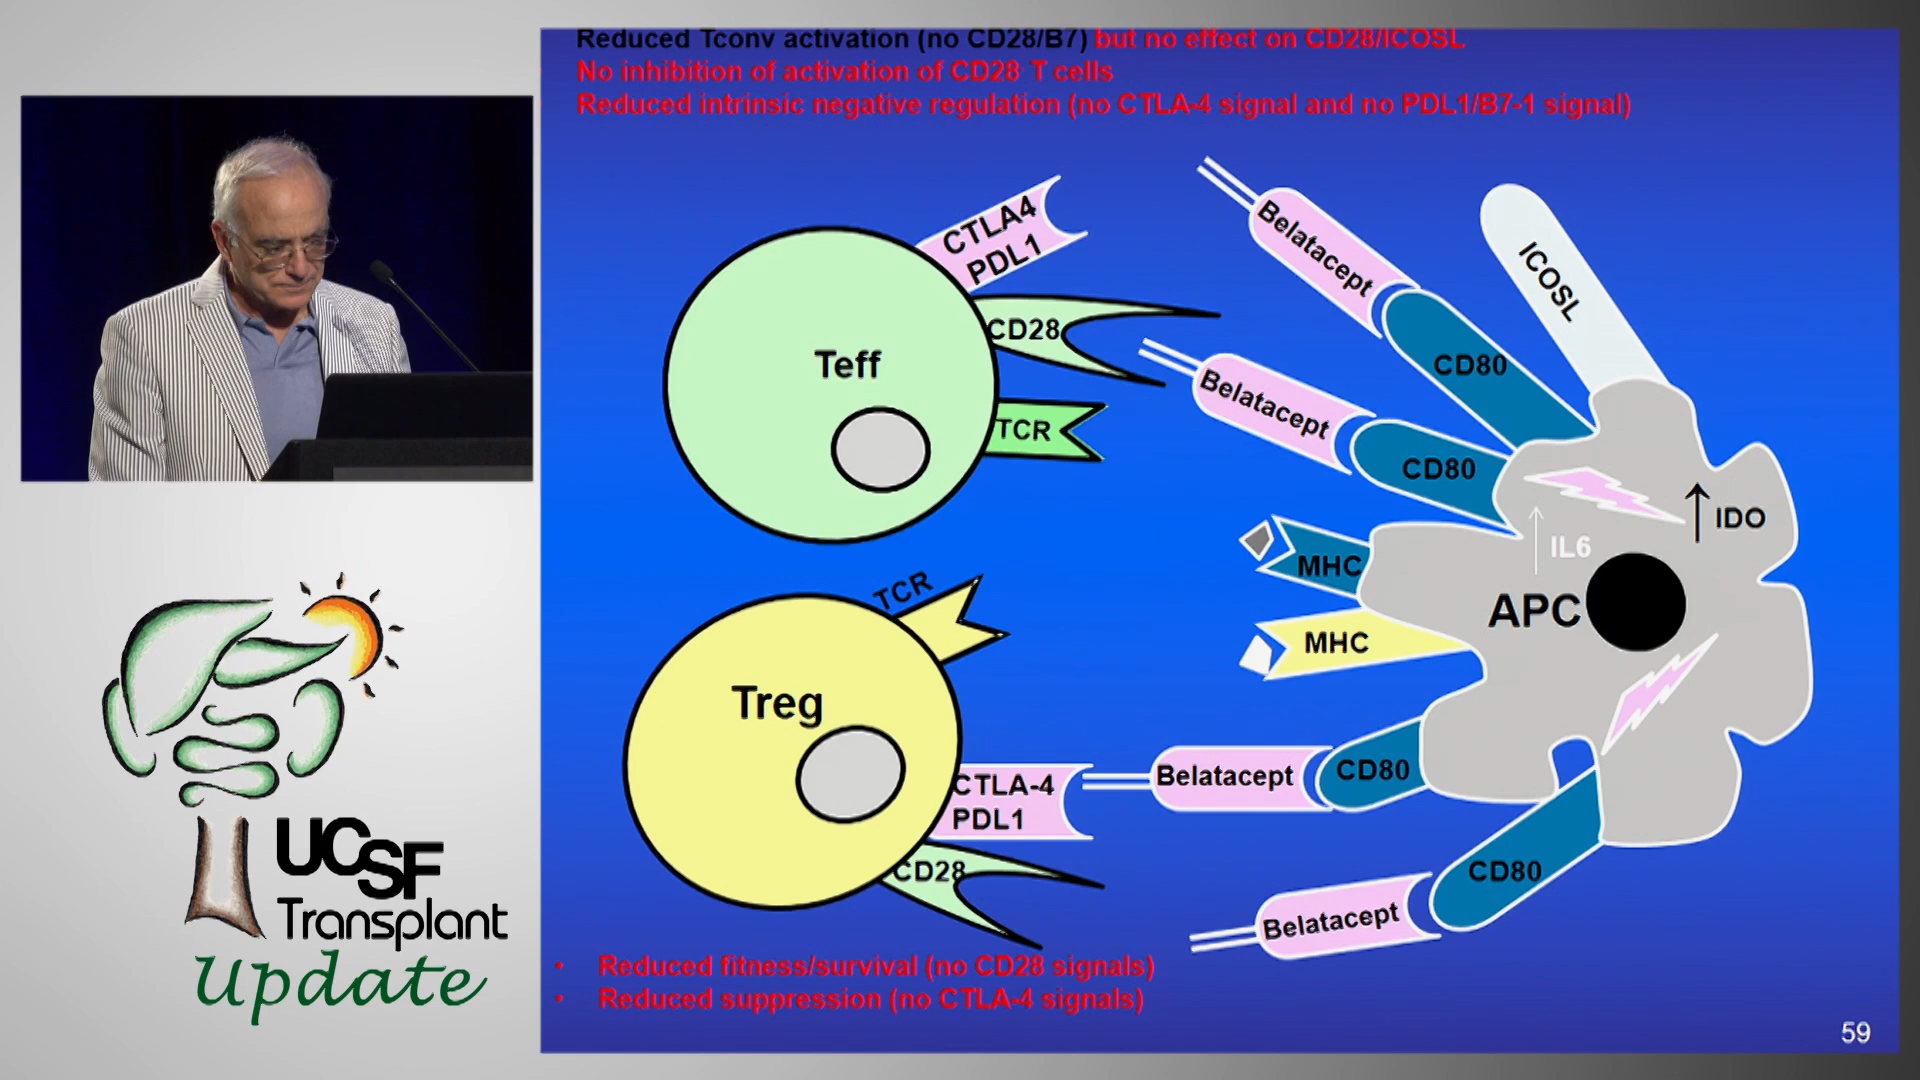 Reduced Tconv activation (no CD28/B7) but no effect on CD28/ICOSL
No inhibition of activation of CD28- T cells
Reduced intrinsic negative regulation (no CTLA-4 signal and no PDL1/B7-1 signal)
CTLA4
PDL1
CD28
TCR
Teff
Belatacept
Belatacept
ICOSL
CD80
CD80
IDO
IL6
MHC
MHC
APC
TCR
Treg
CTLA-4
PDL1
CD28
Belatacept
CD80
Belatacept
CD80
• Reduced fitness/survival (no CD28 signals)
• Reduced suppression (no CTLA-4 signals)
59
UCSF
Transplant
Update